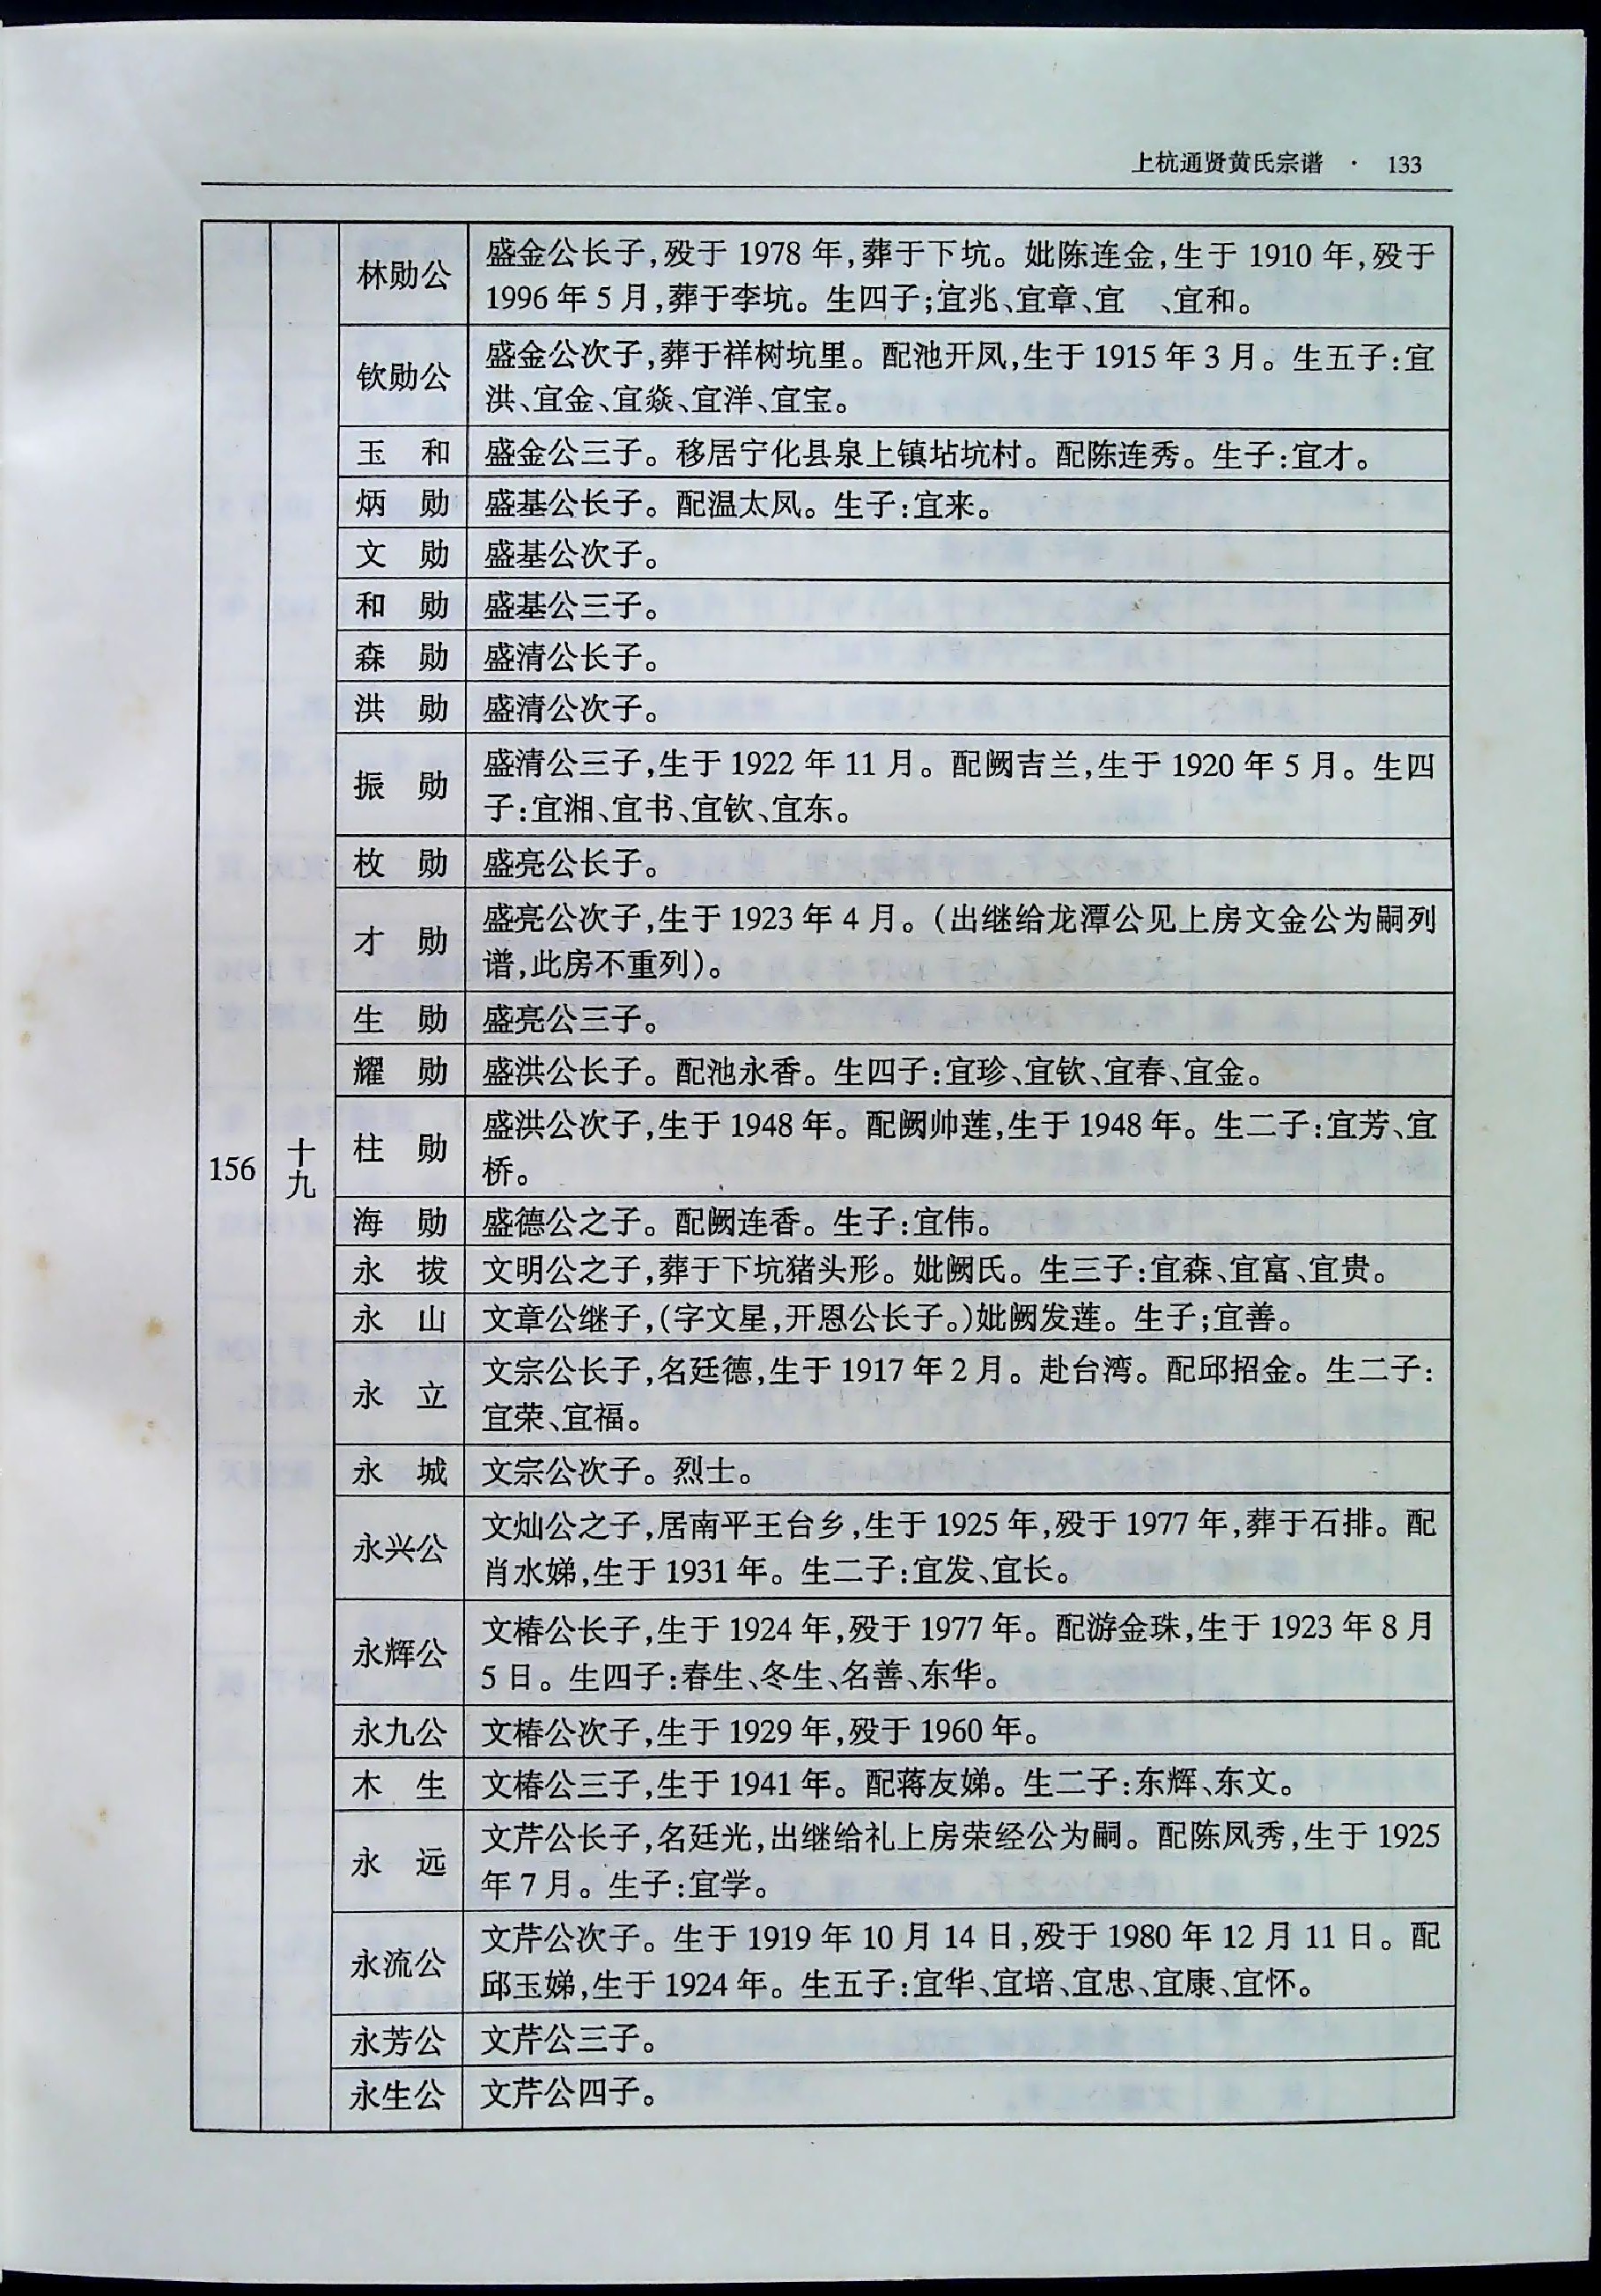 上杭通贤黄氏宗谱 · 133
156
十九
林勋公
盛金公长子,殁于 1978 年,葬于下坑。妣陈连金,生于 1910 年,殁于
1996 年 5 月,葬于李坑。生四子;宜兆、宜章、宜　、宜和。
钦勋公
盛金公次子,葬于祥树坑里。配池开凤,生于 1915 年 3 月。生五子:宜
洪、宜金、宜焱、宜洋、宜宝。
玉　和
盛金公三子。移居宁化县泉上镇坫坑村。配陈连秀。生子:宜才。
炳　勋
盛基公长子。配温太凤。生子:宜来。
文　勋
盛基公次子。
和　勋
盛基公三子。
森　勋
盛清公长子。
洪　勋
盛清公次子。
振　勋
盛清公三子,生于 1922 年 11 月。配阙吉兰,生于 1920 年 5 月。生四
子:宜湘、宜书、宜钦、宜东。
枚　勋
盛亮公长子。
才　勋
盛亮公次子,生于 1923 年 4 月。(出继给龙潭公见上房文金公为嗣列
谱,此房不重列)。
生　勋
盛亮公三子。
耀　勋
盛洪公长子。配池永香。生四子:宜珍、宜钦、宜春、宜金。
柱　勋
盛洪公次子,生于 1948 年。配阙帅莲,生于 1948 年。生二子:宜芳、宜
桥。
海　勋
盛德公之子。配阙连香。生子:宜伟。
永　拔
文明公之子,葬于下坑猪头形。妣阙氏。生三子:宜森、宜富、宜贵。
永　山
文章公继子,(字文星,开恩公长子。)妣阙发莲。生子;宜善。
永　立
文宗公长子,名廷德,生于 1917 年 2 月。赴台湾。配邱招金。生二子:
宜荣、宜福。
永　城
文宗公次子。烈士。
永兴公
文灿公之子,居南平王台乡,生于 1925 年,殁于 1977 年,葬于石排。配
肖水娣,生于 1931 年。生二子:宜发、宜长。
永辉公
文椿公长子,生于 1924 年,殁于 1977 年。配游金珠,生于 1923 年 8 月
5 日。生四子:春生、冬生、名善、东华。
永九公
文椿公次子,生于 1929 年,殁于 1960 年。
木　生
文椿公三子,生于 1941 年。配蒋友娣。生二子:东辉、东文。
永　远
文芹公长子,名廷光,出继给礼上房荣经公为嗣。配陈凤秀,生于 1925
年 7 月。生子:宜学。
永流公
文芹公次子。生于 1919 年 10 月 14 日,殁于 1980 年 12 月 11 日。配
邱玉娣,生于 1924 年。生五子:宜华、宜培、宜忠、宜康、宜怀。
永芳公
文芹公三子。
永生公
文芹公四子。